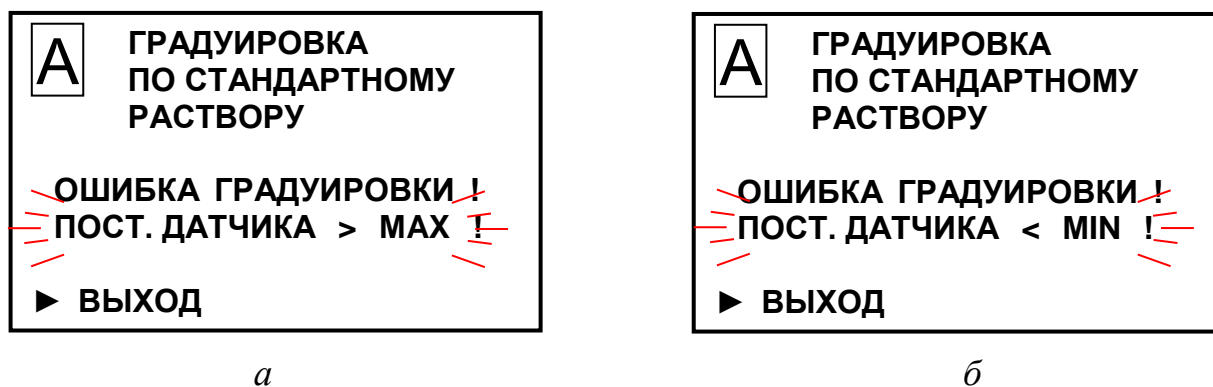 А ГРАДУИРОВКА
ПО СТАНДАРТНОМУ
РАСТВОРУ
ОШИБКА ГРАДУИРОВКИ !
ПОСТ. ДАТЧИКА > МАХ !
► ВЫХОД
а
А ГРАДУИРОВКА
ПО СТАНДАРТНОМУ
РАСТВОРУ
ОШИБКА ГРАДУИРОВКИ !
ПОСТ. ДАТЧИКА < MIN !
► ВЫХОД
б